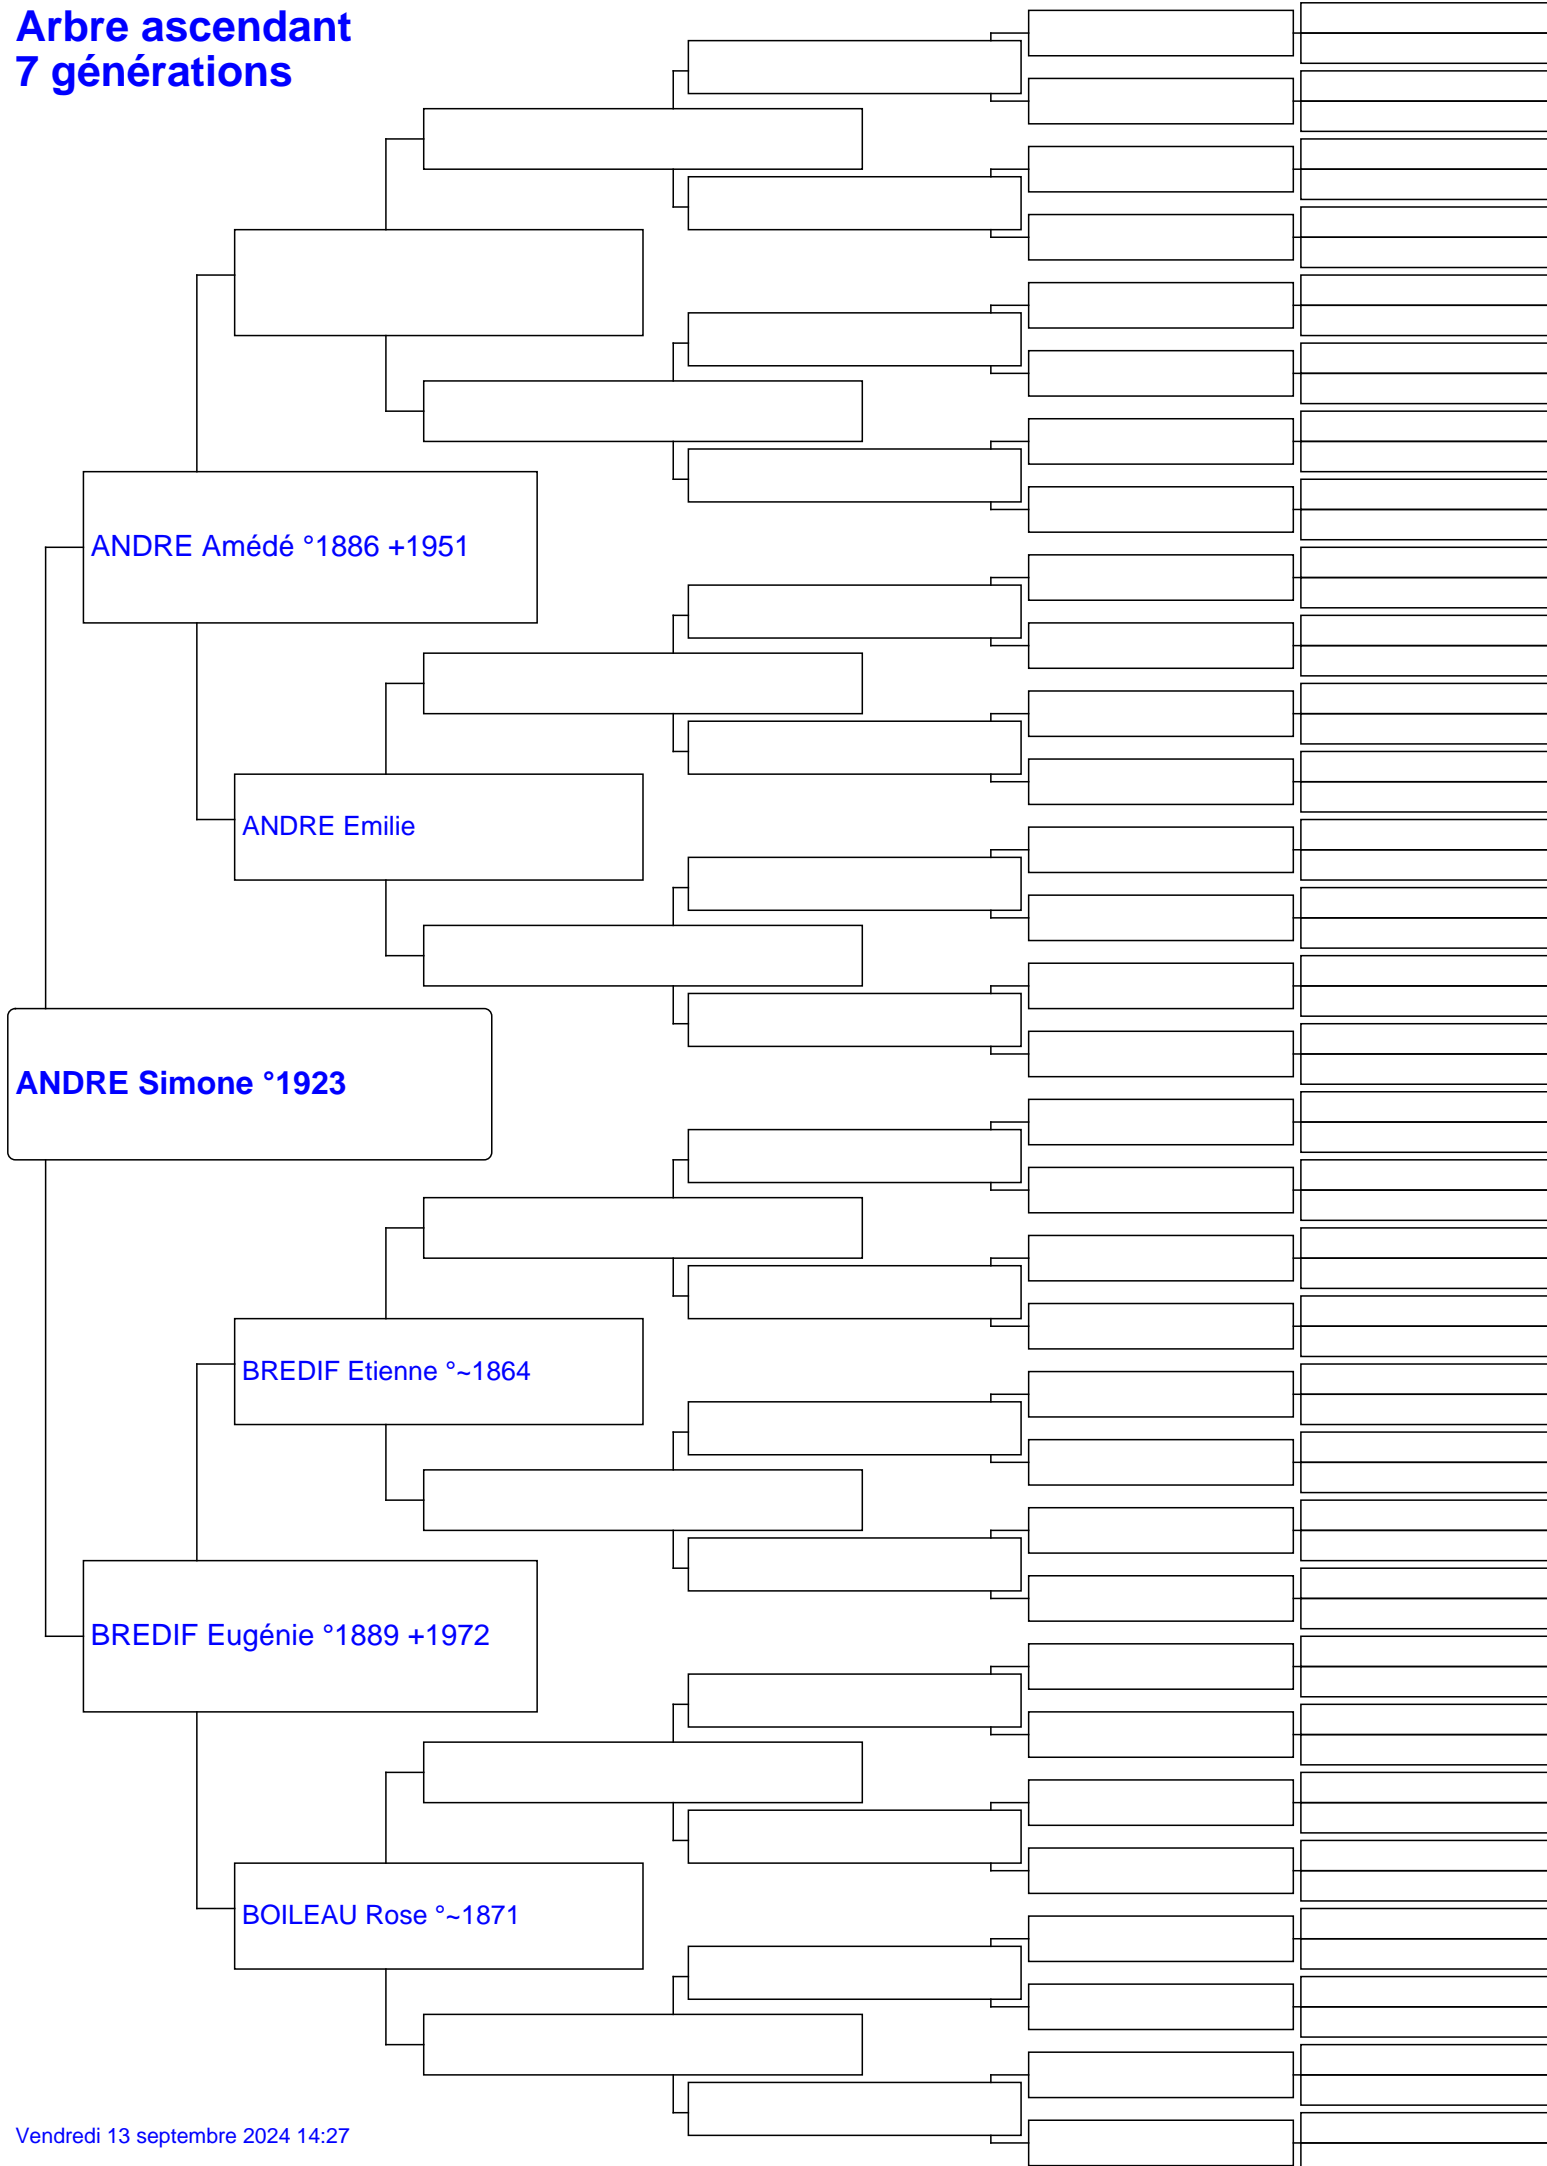 Arbre ascendant
7 générations
ANDRE Amédé °1886 +1951
ANDRE Emilie
ANDRE Simone °1923
BREDIF Etienne °~1864
BREDIF Eugénie °1889 +1972
BOILEAU Rose °~1871
Vendredi 13 septembre 2024 14:27